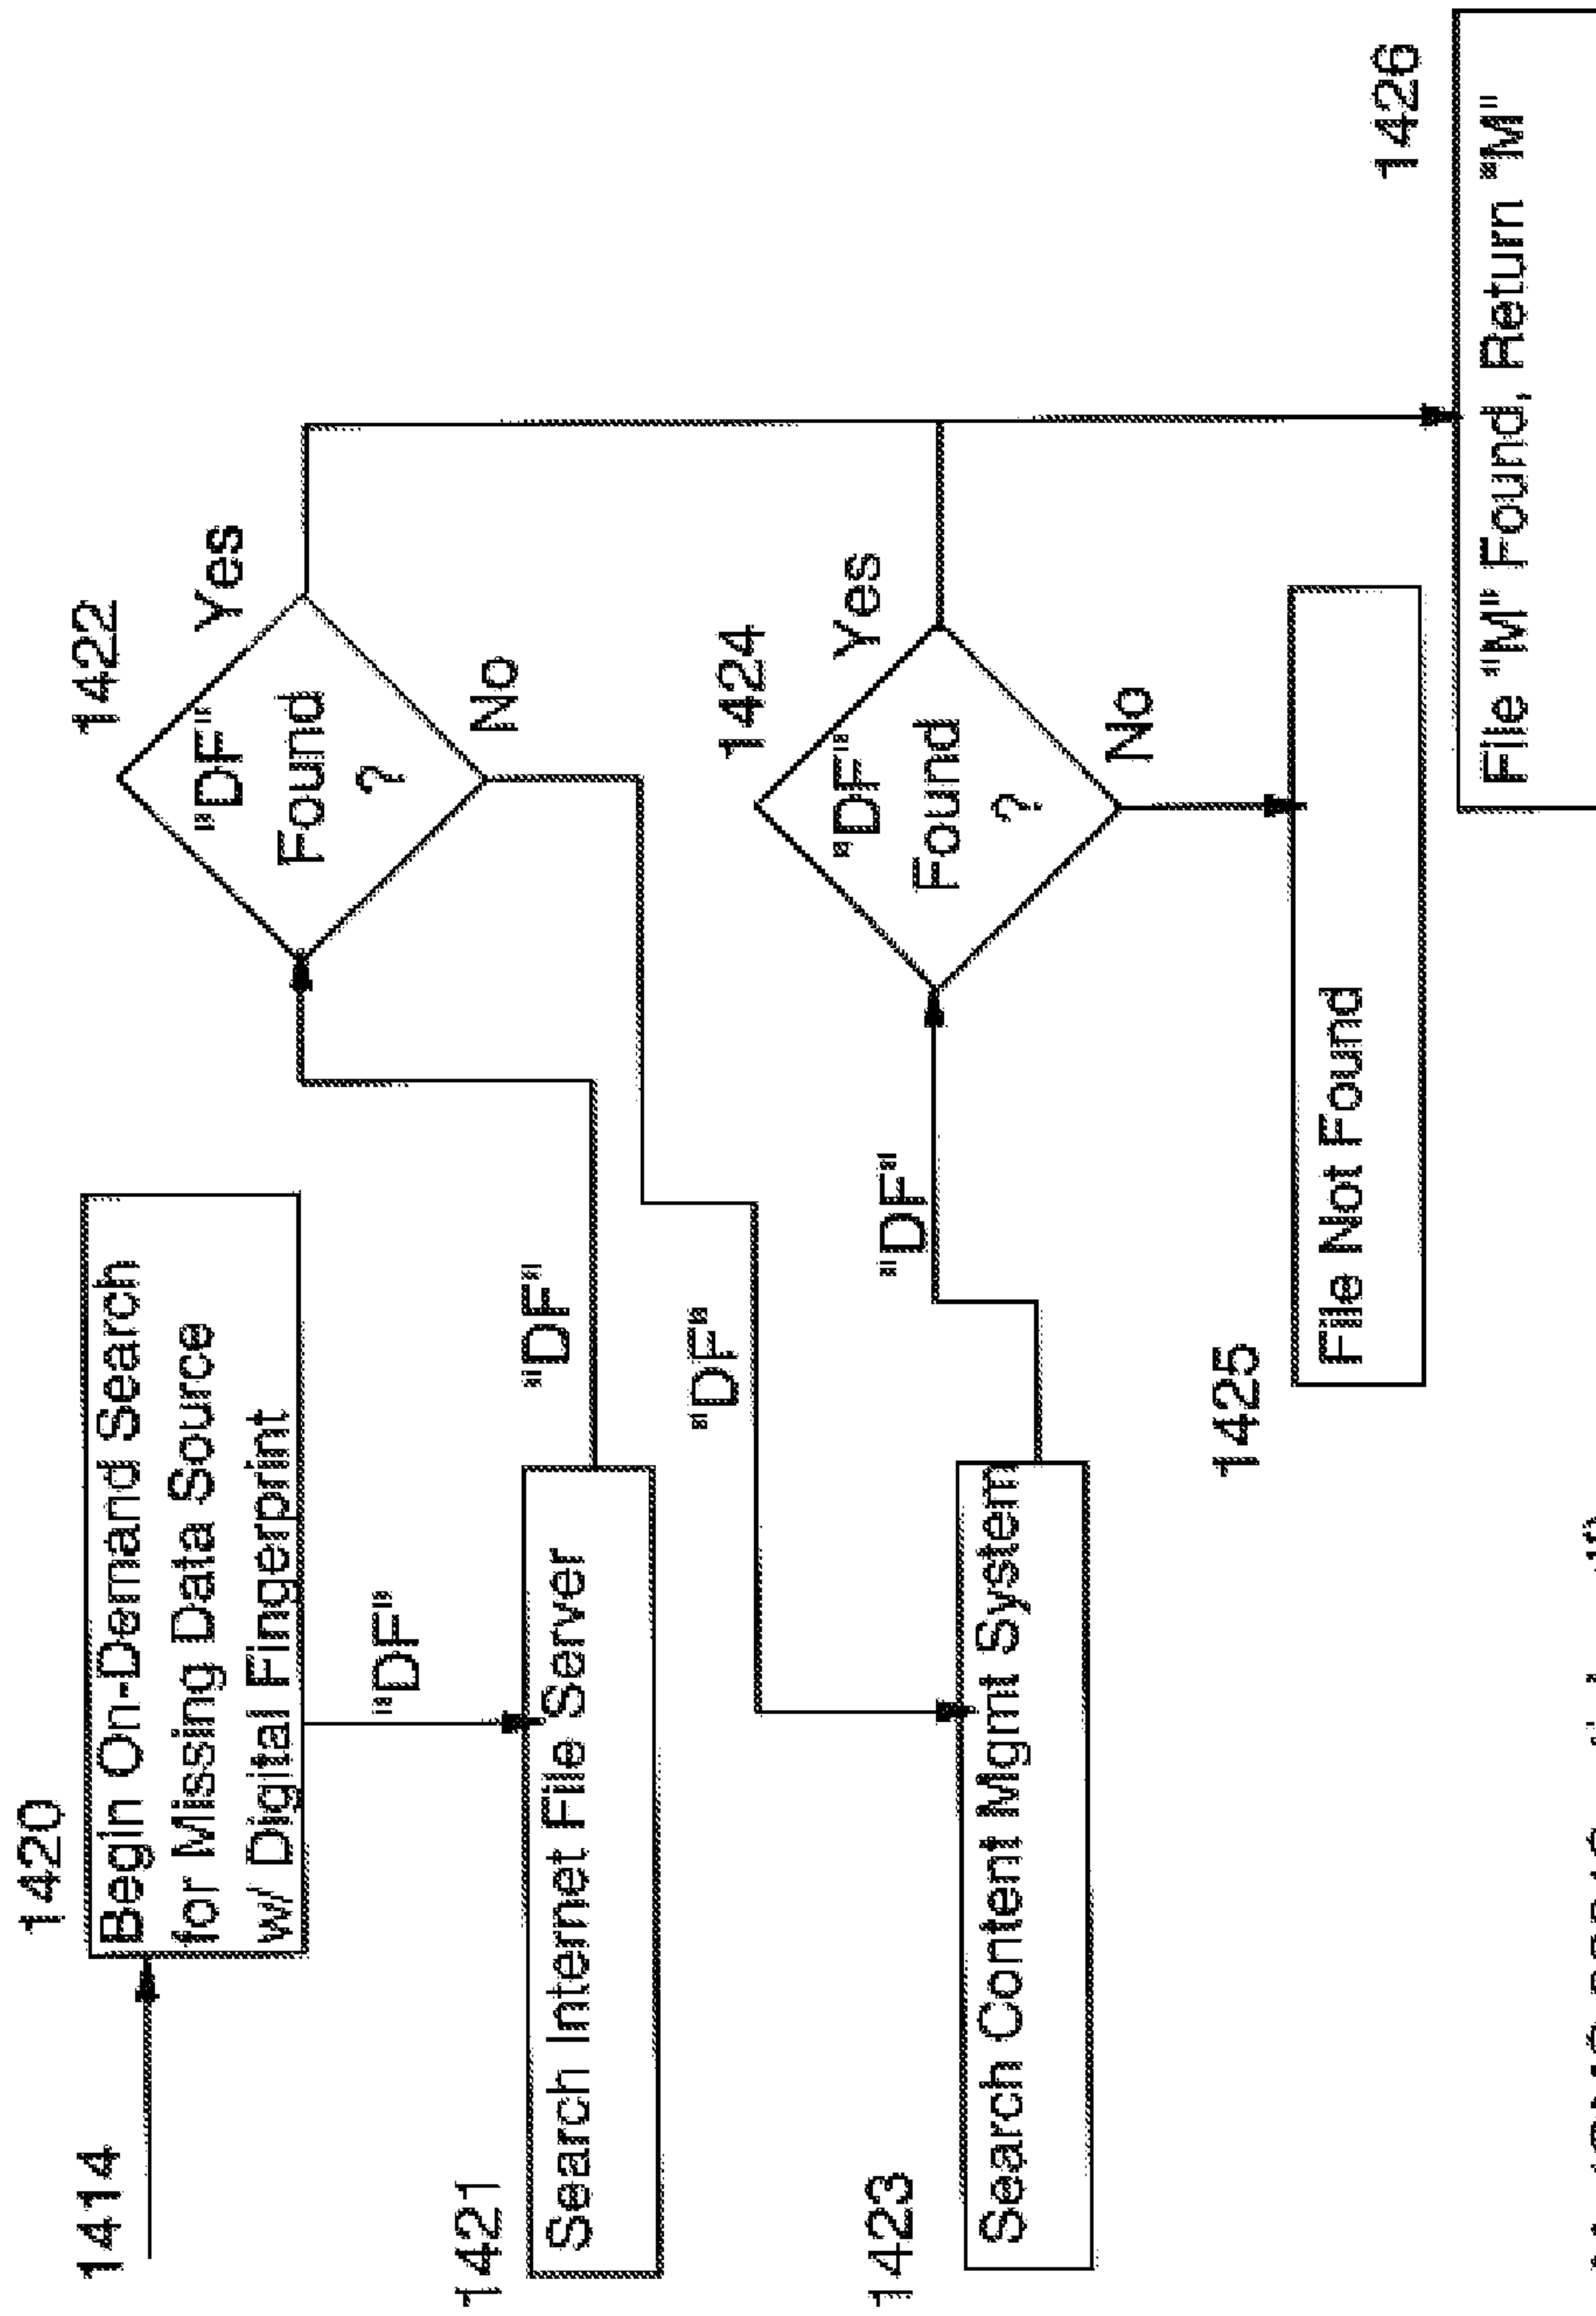 1414
1420
Begin On-Demand Search
for Missing Data Source
w/ Digital Fingerprint
"DF"
1421
Search Internet File Server
"DF"
1422
"DF"
Found
?
Yes
No
"DF"
1423
Search Content Mgmt System
"DF"
1424
"DF"
Found
?
Yes
No
1425
File Not Found
1426
File "M" Found, Return "M"